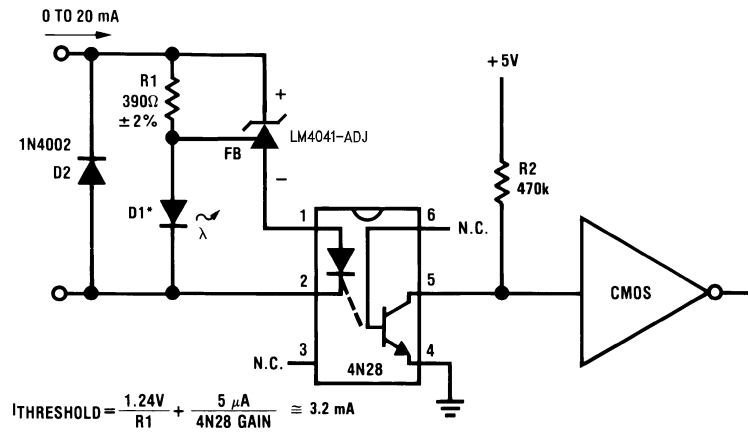 0 TO 20 mA
+5V
R1
390Ω
±2%
+
LM4041-ADJ
FB
1N4002
D2
R2
470k
−
D1*
λ
1
6
N.C.
2
5
CMOS
3
N.C.
4
4N28
ITHRESHOLD = 1.24V/R1 + 5 µA/4N28 GAIN ≅ 3.2 mA